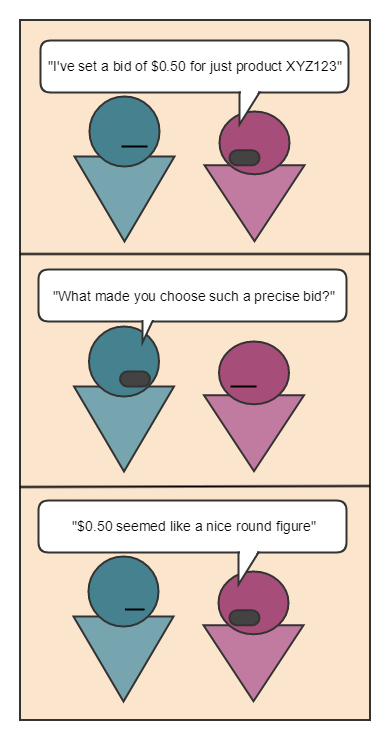 "I've set a bid of $0.50 for just product XYZ123"
"What made you choose such a precise bid?"
"$0.50 seemed like a nice round figure"